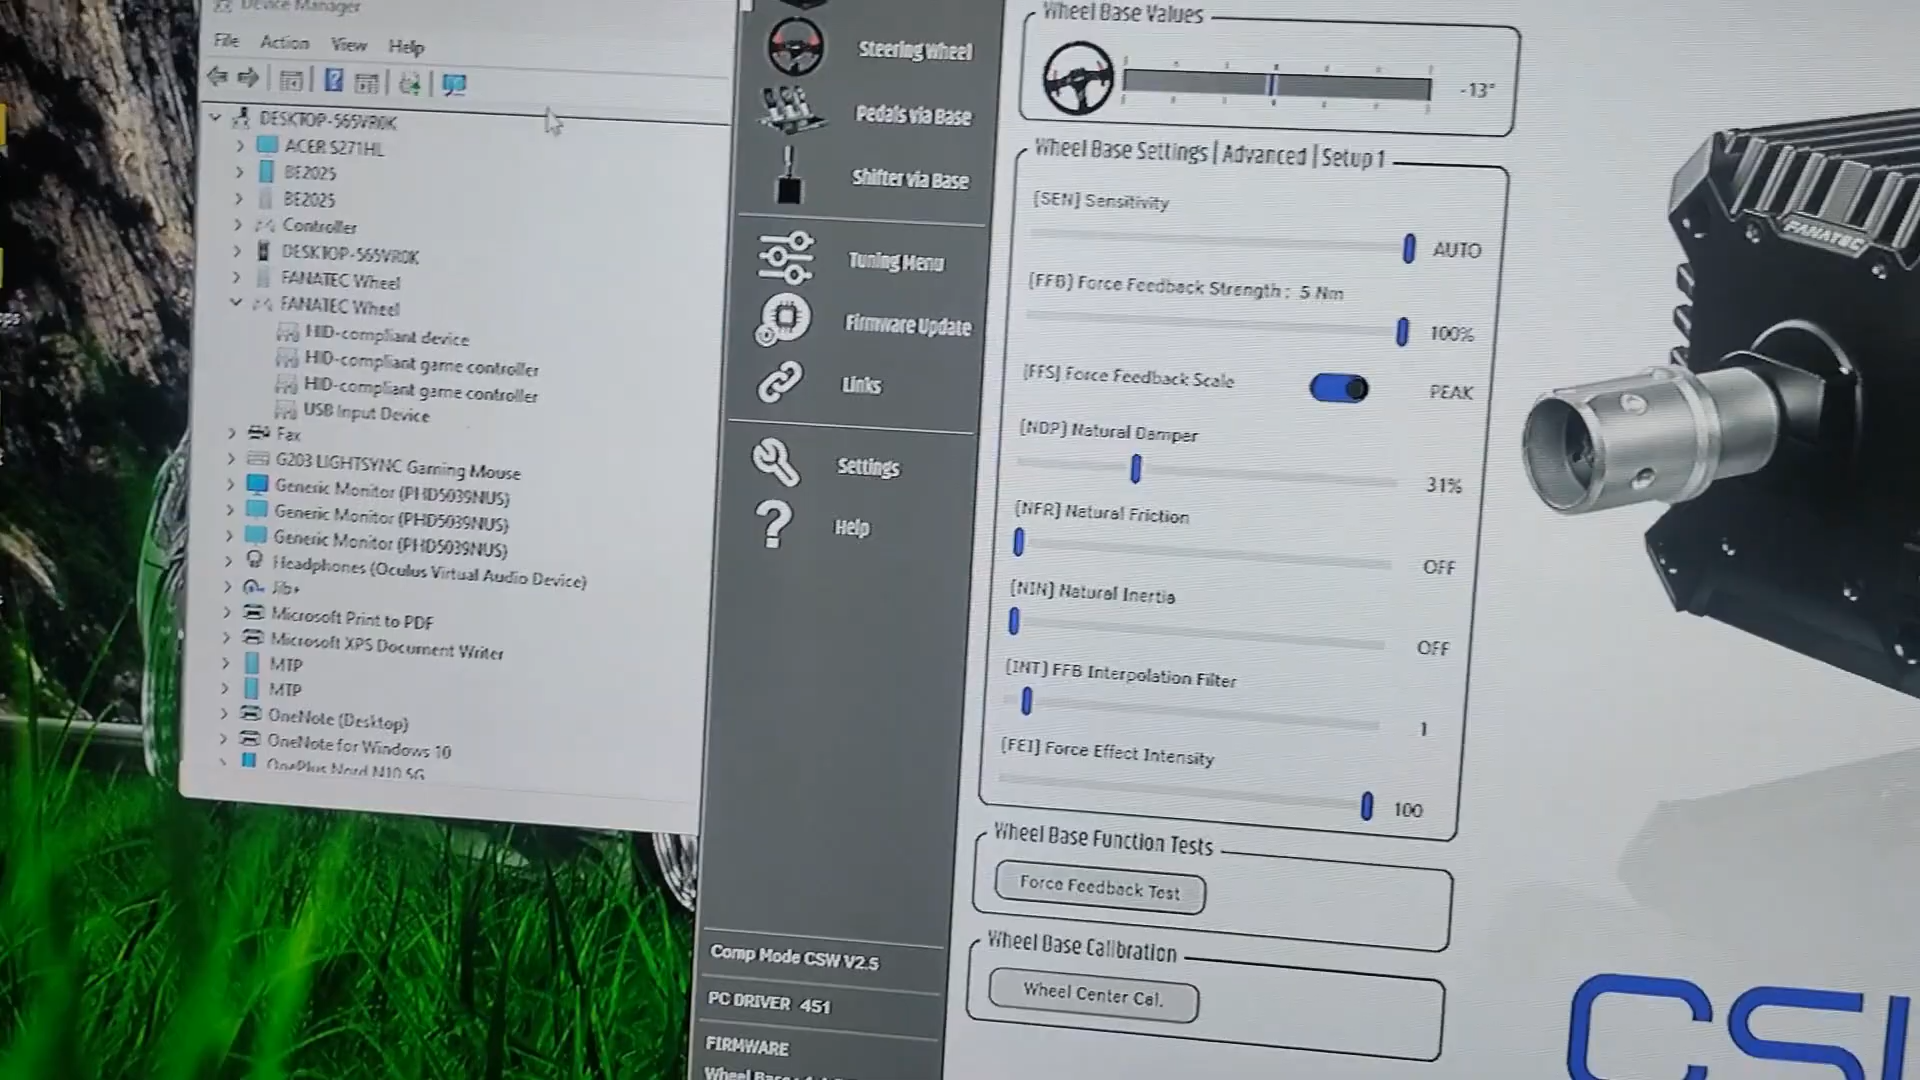 Device Manager
File Action View Help
DESKTOP-565VR0K
ACER S271HL
BE2025
BE2025
Controller
DESKTOP-565VR0K
FANATEC Wheel
FANATEC Wheel
HID-compliant device
HID-compliant game controller
HID-compliant game controller
USB Input Device
Fax
G203 LIGHTSYNC Gaming Mouse
Generic Monitor (PHD5039NUS)
Generic Monitor (PHD5039NUS)
Generic Monitor (PHD5039NUS)
Headphones (Oculus Virtual Audio Device)
Jib+
Microsoft Print to PDF
Microsoft XPS Document Writer
MTP
MTP
OneNote (Desktop)
OneNote for Windows 10
OnePlus Nord N10 5G
Steering Wheel
Pedals via Base
Shifter via Base
Tuning Menu
Firmware Update
Links
Settings
Help
Comp Mode CSW V2.5
PC DRIVER 451
FIRMWARE
Wheel Base
Wheel Base Values
-13°
Wheel Base Settings | Advanced | Setup 1
[SEN] Sensitivity
AUTO
[FFB] Force Feedback Strength : 5 Nm
100%
[FFS] Force Feedback Scale
PEAK
[NDP] Natural Damper
31%
[NFR] Natural Friction
OFF
[NIN] Natural Inertia
OFF
[INT] FFB Interpolation Filter
1
[FEI] Force Effect Intensity
100
Wheel Base Function Tests
Force Feedback Test
Wheel Base Calibration
Wheel Center Cal.
FANATEC
CSL